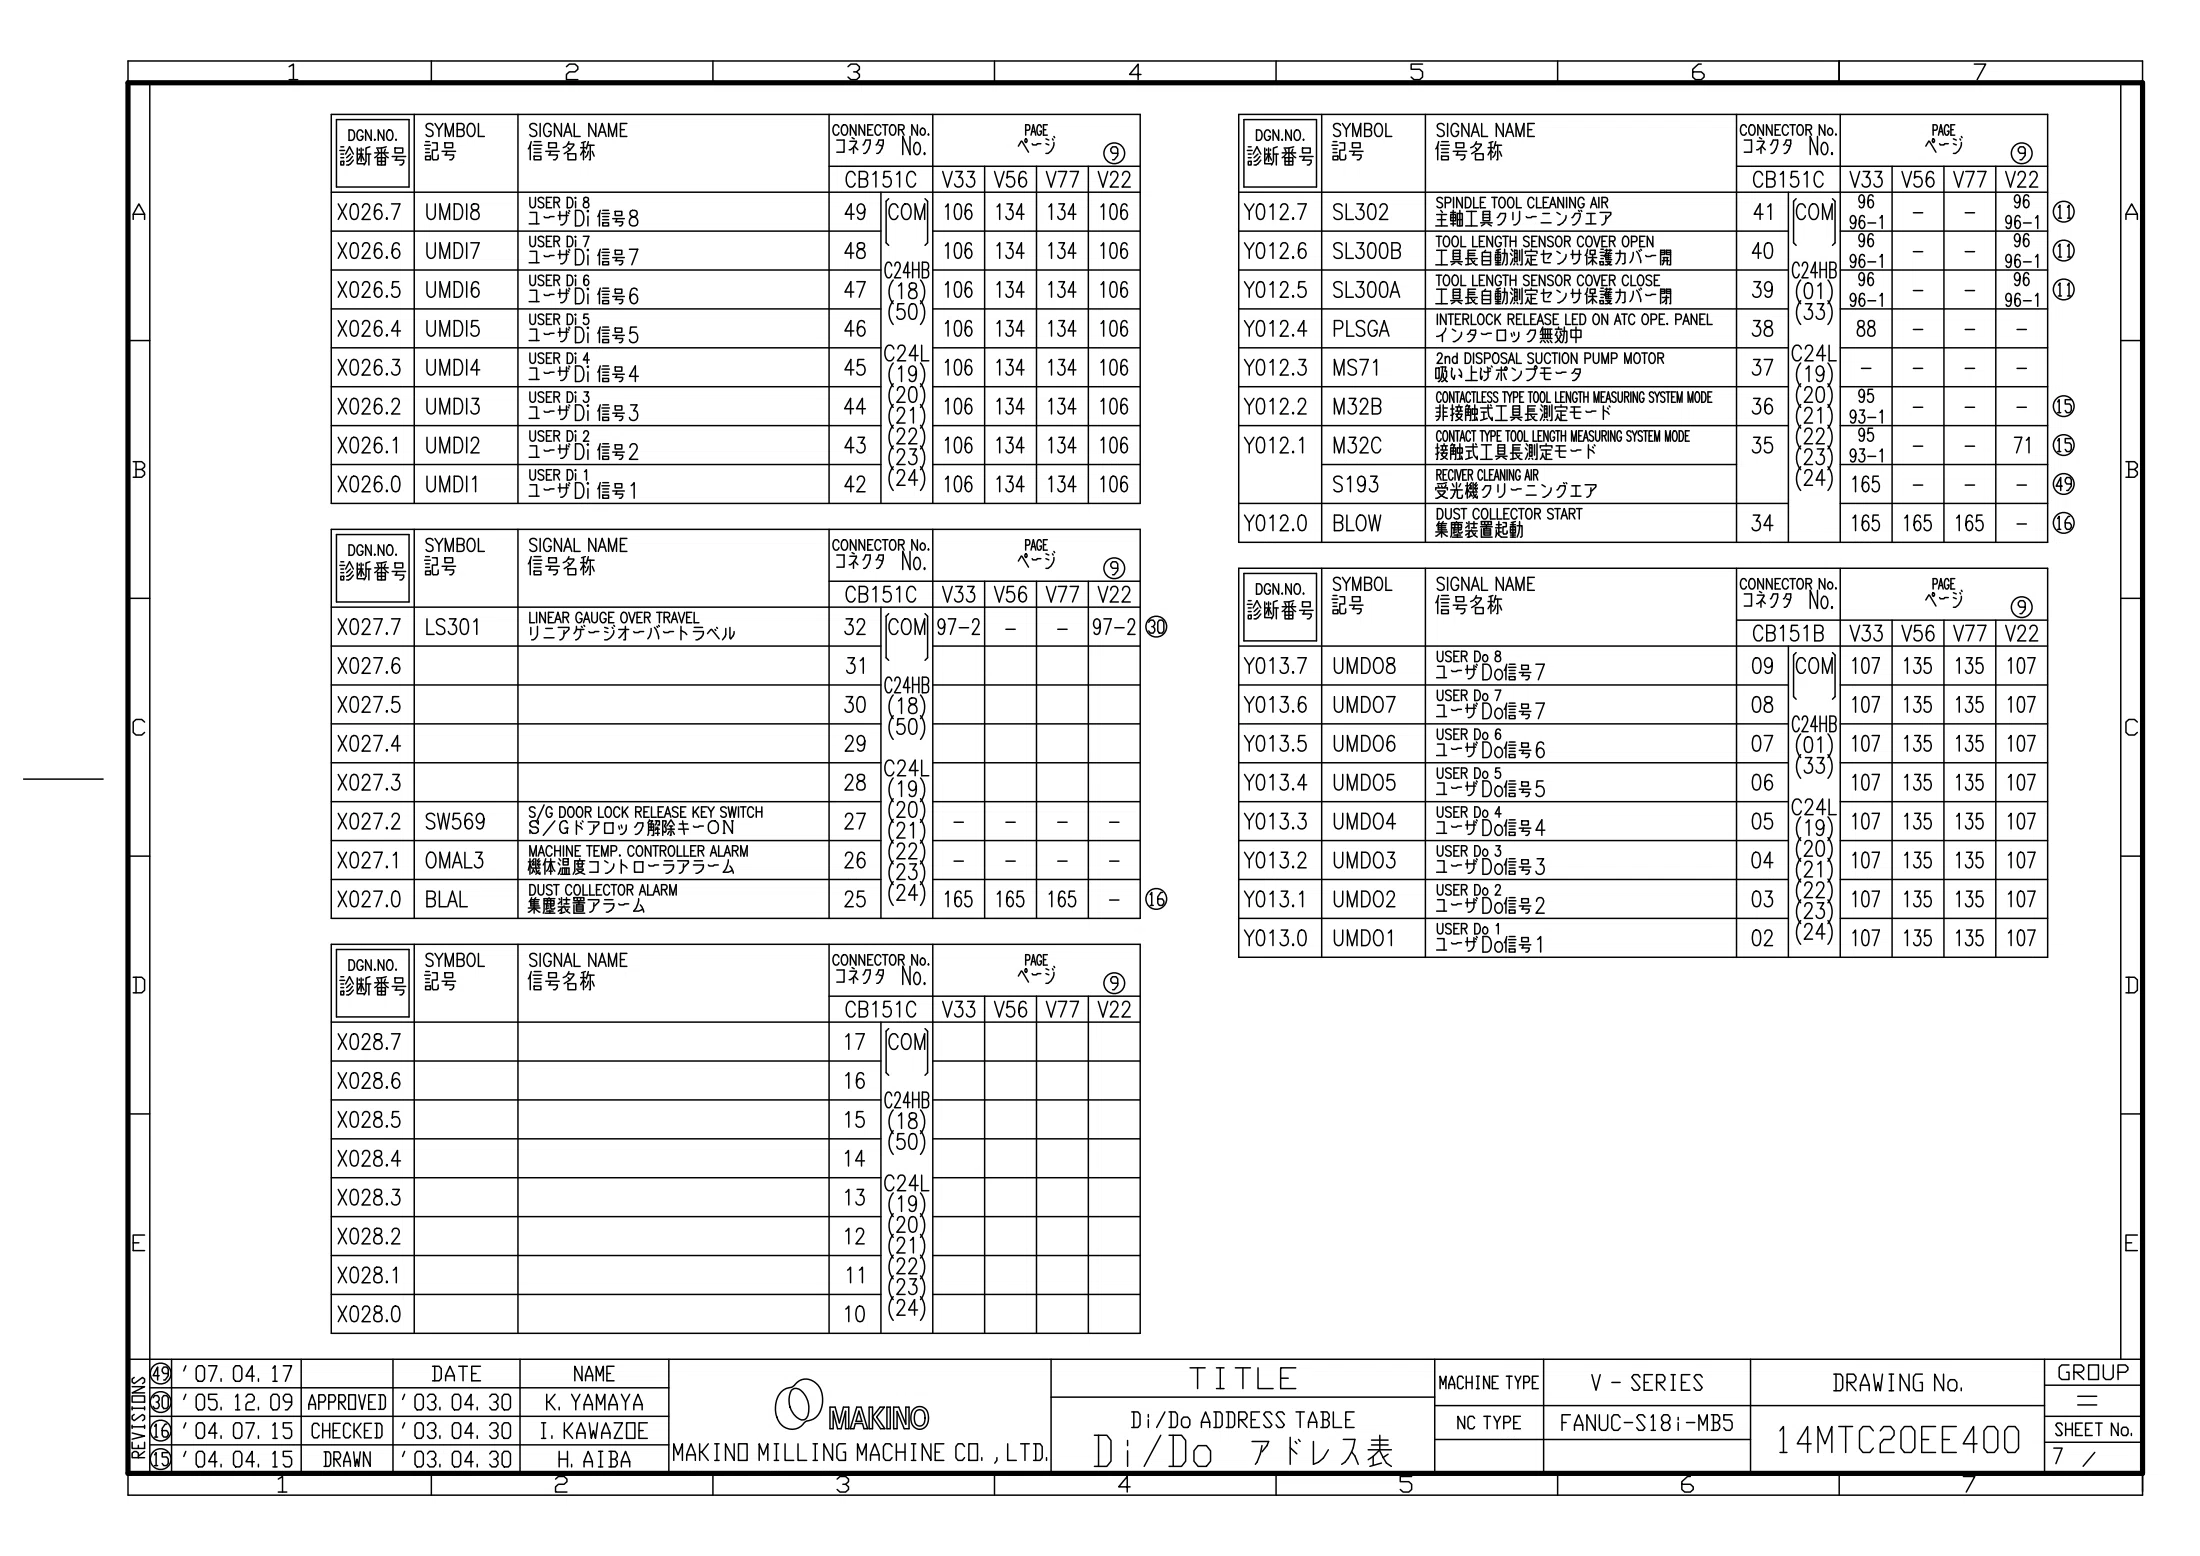 1 2 3 4 5 6 7
A
B
C
D
E
DGN.NO. SYMBOL SIGNAL NAME CONNECTOR No. PAGE
診断番号 記号 信号名称 コネクタ No. ページ ⑨
CB151C V33 V56 V77 V22
X026.7 UMDI8 USER Di 8 49 106 134 134 106
ユーザDi 信号8
X026.6 UMDI7 USER Di 7 48 106 134 134 106
ユーザDi 信号7
X026.5 UMDI6 USER Di 6 47 106 134 134 106
ユーザDi 信号6
X026.4 UMDI5 USER Di 5 46 106 134 134 106
ユーザDi 信号5
X026.3 UMDI4 USER Di 4 45 106 134 134 106
ユーザDi 信号4
X026.2 UMDI3 USER Di 3 44 106 134 134 106
ユーザDi 信号3
X026.1 UMDI2 USER Di 2 43 106 134 134 106
ユーザDi 信号2
X026.0 UMDI1 USER Di 1 42 106 134 134 106
ユーザDi 信号1
COM
C24HB
(18)
(50)
C24L
(19)
(20)
(21)
(22)
(23)
(24)
DGN.NO. SYMBOL SIGNAL NAME CONNECTOR No. PAGE
診断番号 記号 信号名称 コネクタ No. ページ ⑨
CB151C V33 V56 V77 V22
X027.7 LS301 LINEAR GAUGE OVER TRAVEL 32 97-2 - - 97-2 ㉚
リニアゲージオーバートラベル
X027.6 31
X027.5 30
X027.4 29
X027.3 28
X027.2 SW569 S/G DOOR LOCK RELEASE KEY SWITCH 27 - - - -
S/Gドアロック解除キーON
X027.1 OMAL3 MACHINE TEMP. CONTROLLER ALARM 26 - - - -
機体温度コントローラアラーム
X027.0 BLAL DUST COLLECTOR ALARM 25 165 165 165 - ⑯
集塵装置アラーム
COM
C24HB
(18)
(50)
C24L
(19)
(20)
(21)
(22)
(23)
(24)
DGN.NO. SYMBOL SIGNAL NAME CONNECTOR No. PAGE
診断番号 記号 信号名称 コネクタ No. ページ ⑨
CB151C V33 V56 V77 V22
X028.7 17
X028.6 16
X028.5 15
X028.4 14
X028.3 13
X028.2 12
X028.1 11
X028.0 10
COM
C24HB
(18)
(50)
C24L
(19)
(20)
(21)
(22)
(23)
(24)
DGN.NO. SYMBOL SIGNAL NAME CONNECTOR No. PAGE
診断番号 記号 信号名称 コネクタ No. ページ ⑨
CB151C V33 V56 V77 V22
Y012.7 SL302 SPINDLE TOOL CLEANING AIR 41 96 - - 96 ⑪
主軸工具クリーニングエア 96-1 96-1
Y012.6 SL300B TOOL LENGTH SENSOR COVER OPEN 40 96 - - 96 ⑪
工具長自動測定センサ保護カバー開 96-1 96-1
Y012.5 SL300A TOOL LENGTH SENSOR COVER CLOSE 39 96 - - 96 ⑪
工具長自動測定センサ保護カバー閉 96-1 96-1
Y012.4 PLSGA INTERLOCK RELEASE LED ON ATC OPE. PANEL 38 88 - - -
インターロック無効中
Y012.3 MS71 2nd DISPOSAL SUCTION PUMP MOTOR 37 - - - -
吸い上げポンプモータ
Y012.2 M32B CONTACTLESS TYPE TOOL LENGTH MEASURING SYSTEM MODE 36 95 - - - ⑮
非接触式工具長測定モード 93-1
Y012.1 M32C CONTACT TYPE TOOL LENGTH MEASURING SYSTEM MODE 35 95 - - 71 ⑮
接触式工具長測定モード 93-1
S193 RECIVER CLEANING AIR 165 - - - ㊾
受光機クリーニングエア
Y012.0 BLOW DUST COLLECTOR START 34 165 165 165 - ⑯
集塵装置起動
COM
C24HB
(01)
(33)
C24L
(19)
(20)
(21)
(22)
(23)
(24)
DGN.NO. SYMBOL SIGNAL NAME CONNECTOR No. PAGE
診断番号 記号 信号名称 コネクタ No. ページ ⑨
CB151B V33 V56 V77 V22
Y013.7 UMDO8 USER Do 8 09 107 135 135 107
ユーザDo信号7
Y013.6 UMDO7 USER Do 7 08 107 135 135 107
ユーザDo信号7
Y013.5 UMDO6 USER Do 6 07 107 135 135 107
ユーザDo信号6
Y013.4 UMDO5 USER Do 5 06 107 135 135 107
ユーザDo信号5
Y013.3 UMDO4 USER Do 4 05 107 135 135 107
ユーザDo信号4
Y013.2 UMDO3 USER Do 3 04 107 135 135 107
ユーザDo信号3
Y013.1 UMDO2 USER Do 2 03 107 135 135 107
ユーザDo信号2
Y013.0 UMDO1 USER Do 1 02 107 135 135 107
ユーザDo信号1
COM
C24HB
(01)
(33)
C24L
(19)
(20)
(21)
(22)
(23)
(24)
A
B
C
D
E
REVISIONS
㊾ '07. 04. 17 DATE NAME
㉚ '05. 12. 09 APPROVED '03. 04. 30 K. YAMAYA
⑯ '04. 07. 15 CHECKED '03. 04. 30 I. KAWAZOE
⑮ '04. 04. 15 DRAWN '03. 04. 30 H. AIBA
MAKINO
MAKINO MILLING MACHINE CO. , LTD.
TITLE
Di/Do ADDRESS TABLE
Di/Do アドレス表
MACHINE TYPE V - SERIES
NC TYPE FANUC-S18i-MB5
DRAWING No.
14MTC20EE400
GROUP
=
SHEET No.
7 /
1 2 3 4 5 6 7